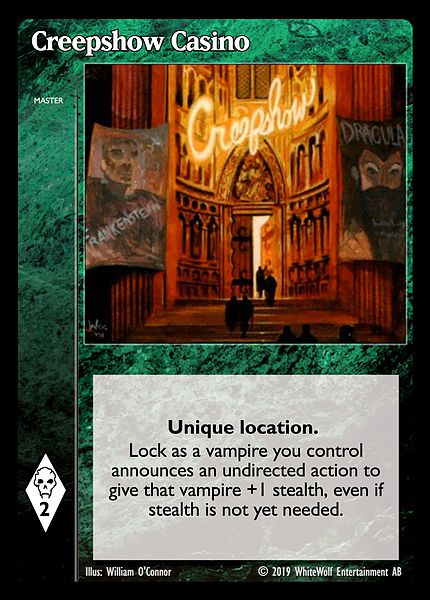 Creepshow Casino
MASTER
Creepshow
DRACULA
FRANKENSTEIN
Unique location.
Lock as a vampire you control
announces an undirected action to
give that vampire +1 stealth, even if
stealth is not yet needed.
2
Illus: William O'Connor
© 2019 WhiteWolf Entertainment AB